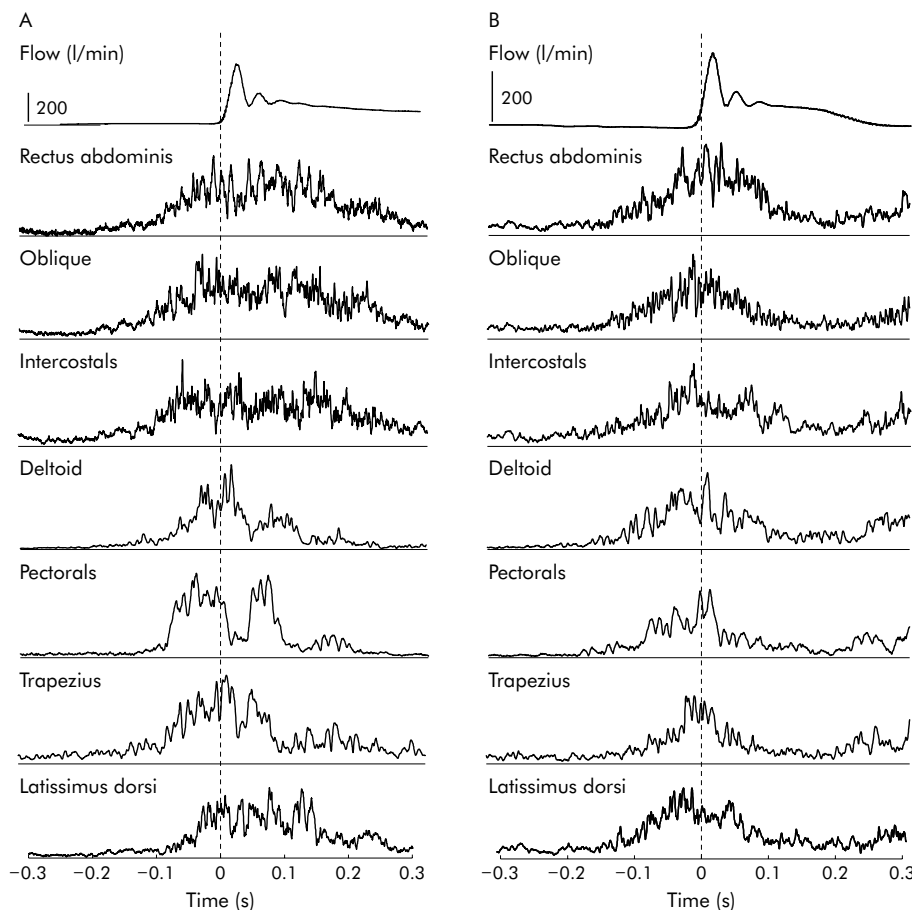 A
Flow (l/min)
200
Rectus abdominis
Oblique
Intercostals
Deltoid
Pectorals
Trapezius
Latissimus dorsi
−0.3 −0.2 −0.1 0 0.1 0.2 0.3
Time (s)
B
Flow (l/min)
200
Rectus abdominis
Oblique
Intercostals
Deltoid
Pectorals
Trapezius
Latissimus dorsi
−0.3 −0.2 −0.1 0 0.1 0.2 0.3
Time (s)